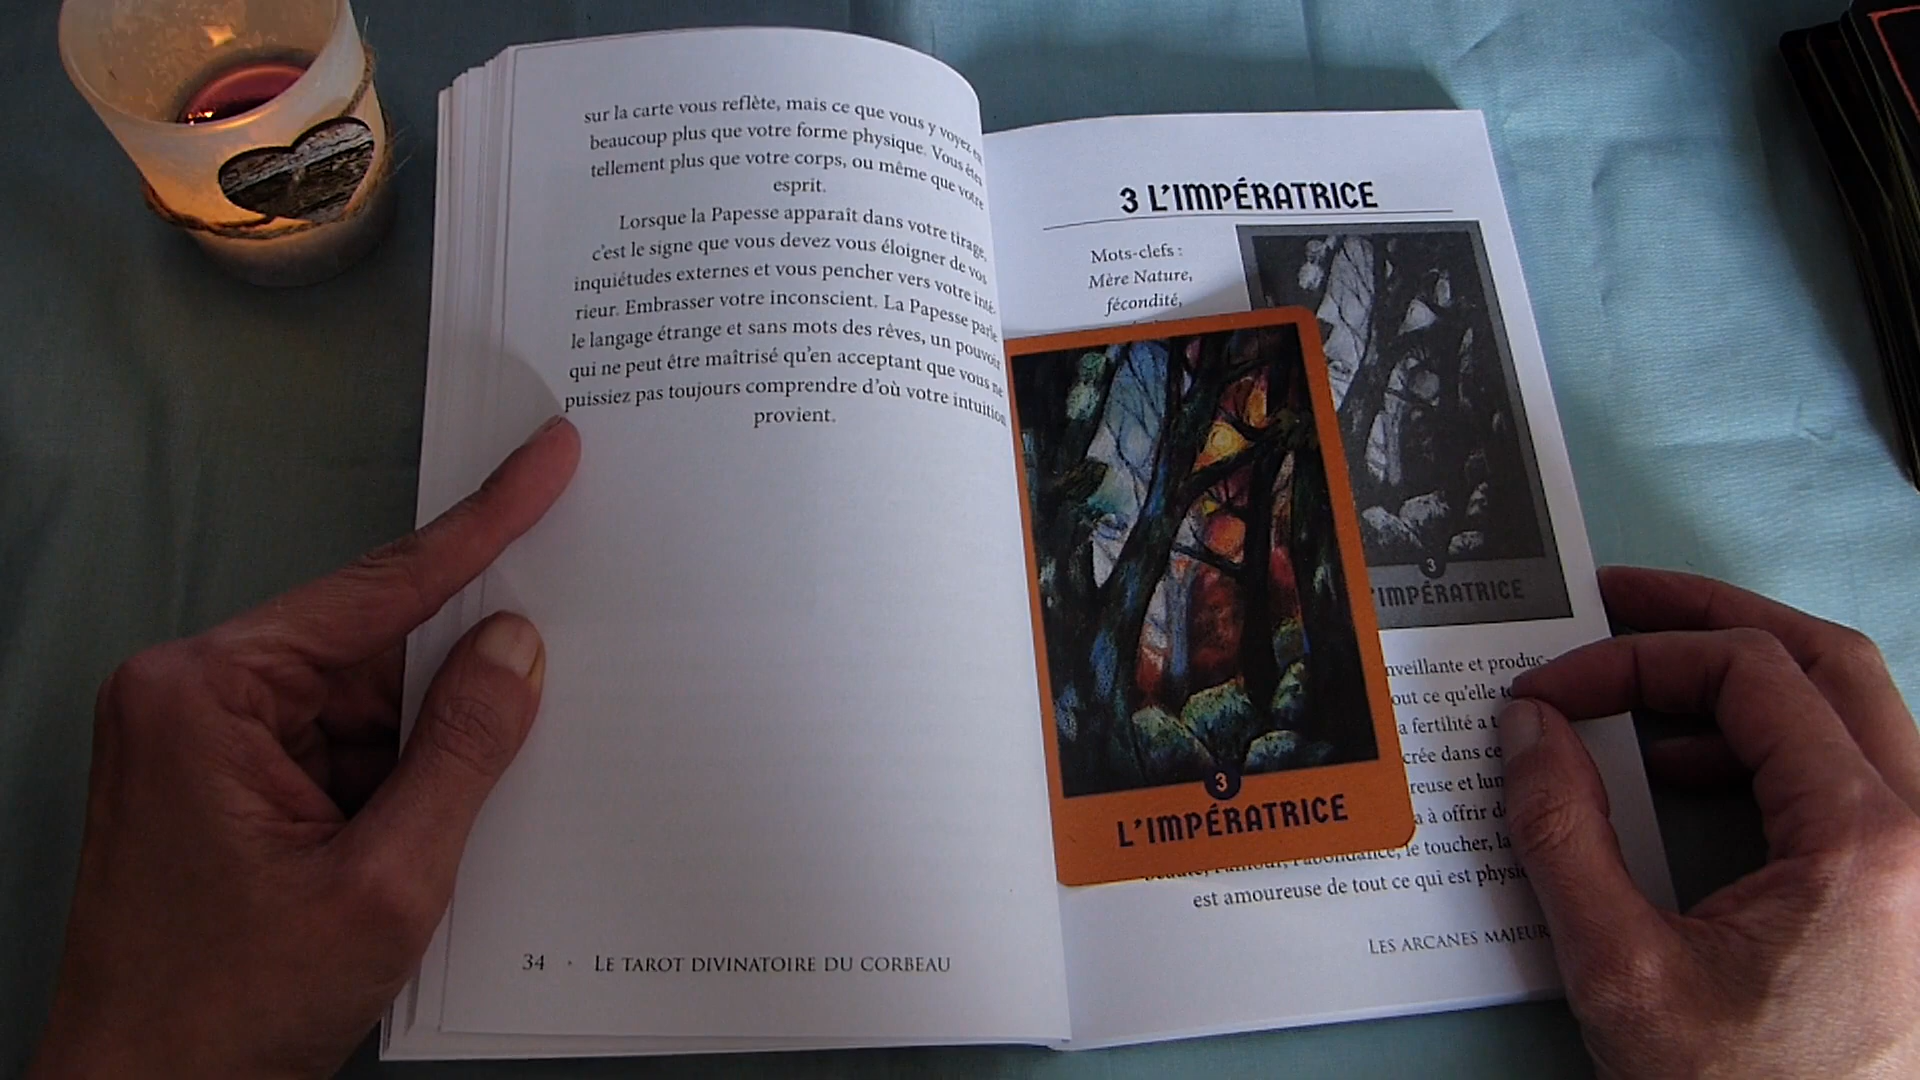 sur la carte vous reflète, mais ce que vous y voyez
beaucoup plus que votre forme physique. Vous êtes
tellement plus que votre corps, ou même que votre
esprit.
Lorsque la Papesse apparaît dans votre tirage,
c'est le signe que vous devez vous éloigner de vos
inquiétudes externes et vous pencher vers votre inté-
rieur. Embrasser votre inconscient. La Papesse parle
le langage étrange et sans mots des rêves, un pouvoir
qui ne peut être maîtrisé qu'en acceptant que vous ne
puissiez pas toujours comprendre d'où votre intuition
provient.
34 • LE TAROT DIVINATOIRE DU CORBEAU
3 L'IMPÉRATRICE
Mots-clefs :
Mère Nature,
fécondité,
3
L'IMPÉRATRICE
3
'IMPÉRATRICE
nveillante et produc-
out ce qu'elle
a fertilité a
crée dans ce
reuse et lun
a à offrir
le toucher, la
est amoureuse de tout ce qui est physi
LES ARCANES MAJEUR